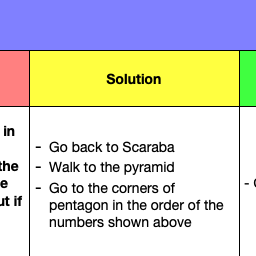 Solution
in
the
e
ut if
- Go back to Scaraba
- Walk to the pyramid
- Go to the corners of
pentagon in the order of the
numbers shown above
-